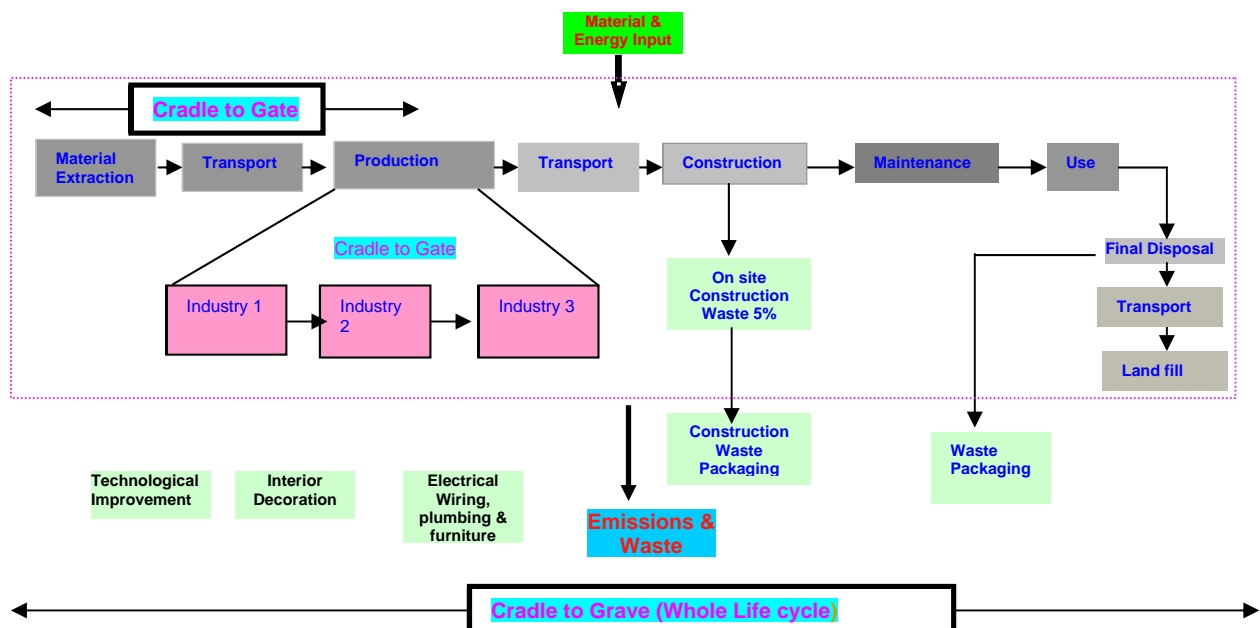 Material &
Energy Input
Cradle to Gate
Material
Extraction
Transport
Production
Transport
Construction
Maintenance
Use
Final Disposal
Transport
Land fill
Cradle to Gate
Industry 1
Industry
2
Industry 3
On site
Construction
Waste 5%
Construction
Waste
Packaging
Waste
Packaging
Technological
Improvement
Interior
Decoration
Electrical
Wiring,
plumbing &
furniture
Emissions &
Waste
Cradle to Grave (Whole Life cycle)